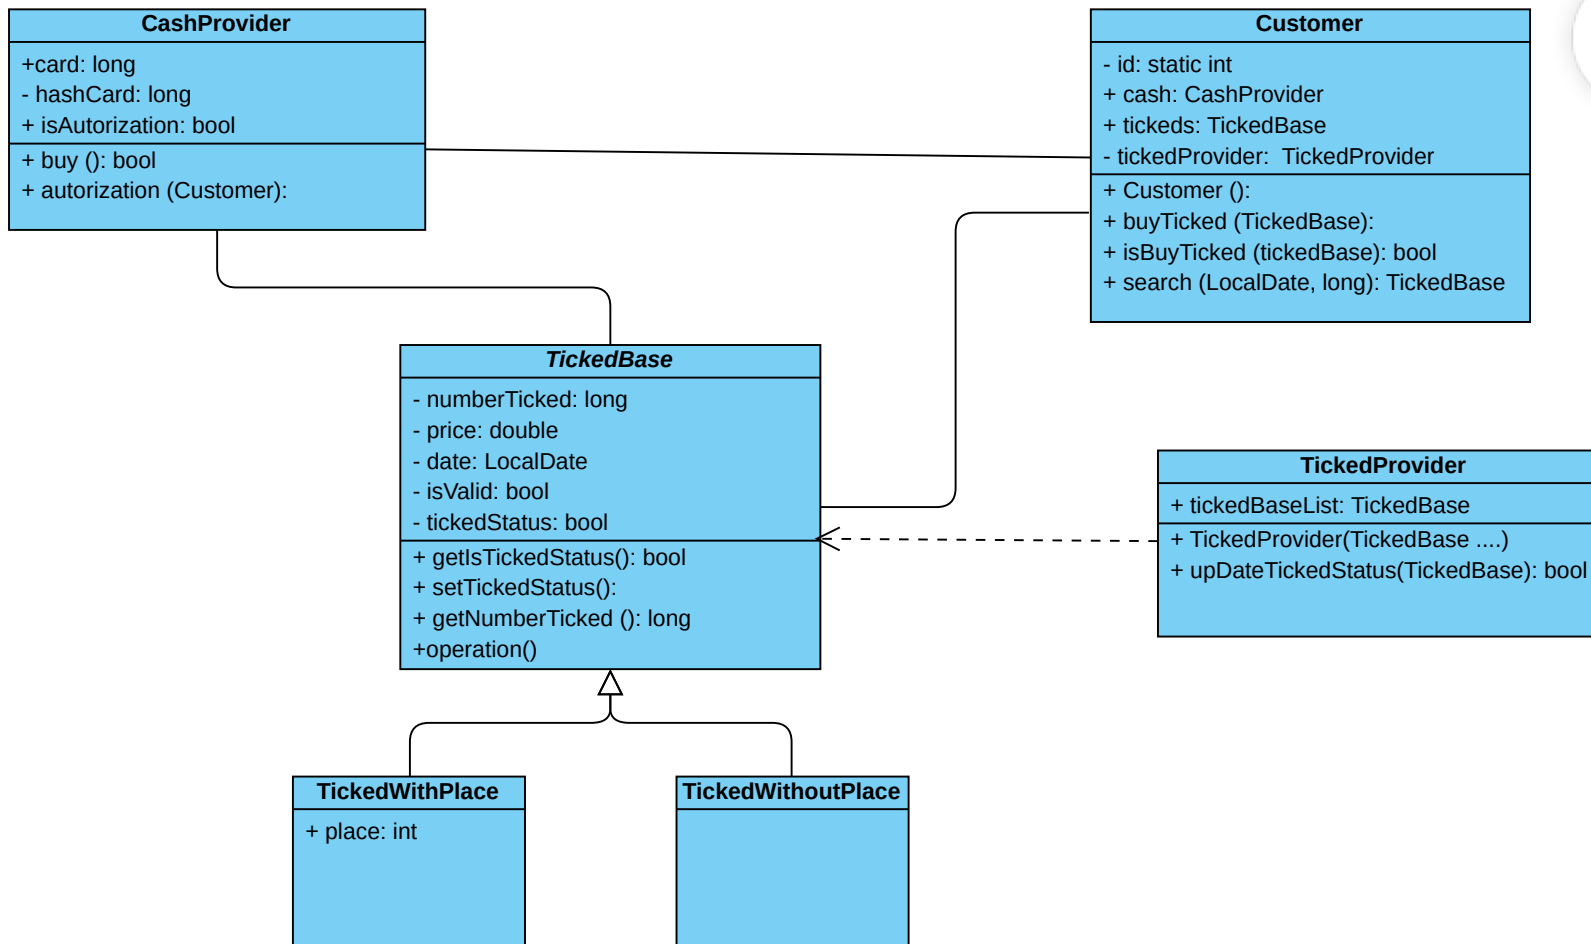 CashProvider
+card: long
- hashCard: long
+ isAutorization: bool
+ buy (): bool
+ autorization (Customer):
Customer
- id: static int
+ cash: CashProvider
+ tickeds: TickedBase
- tickedProvider:  TickedProvider
+ Customer ():
+ buyTicked (TickedBase):
+ isBuyTicked (tickedBase): bool
+ search (LocalDate, long): TickedBase
TickedBase
- numberTicked: long
- price: double
- date: LocalDate
- isValid: bool
- tickedStatus: bool
+ getIsTickedStatus(): bool
+ setTickedStatus():
+ getNumberTicked (): long
+operation()
TickedProvider
+ tickedBaseList: TickedBase
+ TickedProvider(TickedBase ....)
+ upDateTickedStatus(TickedBase): bool
TickedWithPlace
+ place: int
TickedWithoutPlace